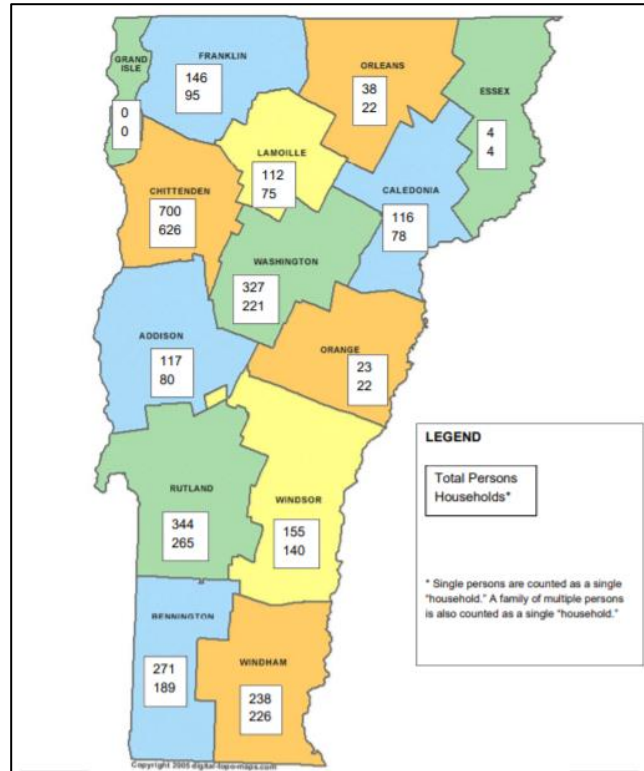 GRAND
ISLE
0
0
FRANKLIN
146
95
ORLEANS
38
22
ESSEX
4
4
LAMOILLE
112
75
CHITTENDEN
700
626
CALEDONIA
116
78
WASHINGTON
327
221
ADDISON
117
80
ORANGE
23
22
RUTLAND
344
265
WINDSOR
155
140
BENNINGTON
271
189
WINDHAM
238
226
LEGEND
Total Persons
Households*
* Single persons are counted as a single
"household." A family of multiple persons
is also counted as a single "household."
Copyright 2005 digital-topo-maps.com